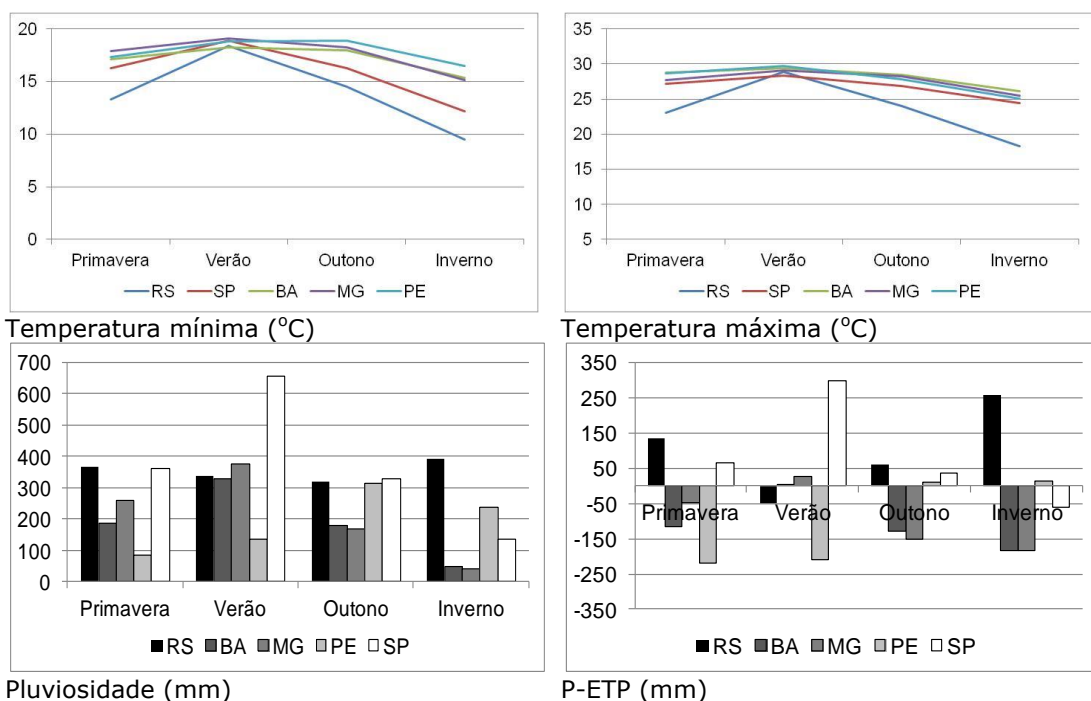 20
15
10
5
0
Primavera Verão Outono Inverno
RS SP BA MG PE
Temperatura mínima (°C)
35
30
25
20
15
10
5
Primavera Verão Outono Inverno
RS SP BA MG PE
Temperatura máxima (°C)
700
600
500
400
300
200
100
0
Primavera Verão Outono Inverno
RS BA MG PE SP
Pluviosidade (mm)
350
250
150
50
-50
-150
-250
-350
Primavera Verão Outono Inverno
RS BA MG PE SP
P-ETP (mm)